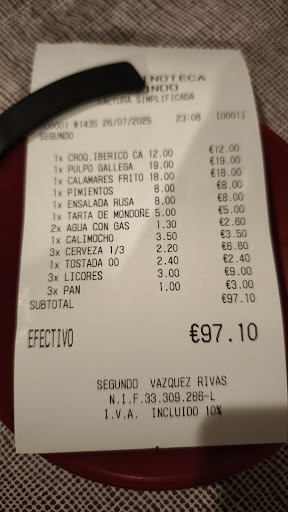 NOTECA
NDO
FACTURA SIMPLIFICADA
#1435 26/07/2025 23:08 [0001]
SEGUNDO
1x CROQ.IBERICO CA 12.00 €12.00
1x PULPO GALLEGA 19.00 €19.00
1x CALAMARES FRITO 18.00 €18.00
1x PIMIENTOS 8.00 €8.00
1x ENSALADA RUSA 8.00 €8.00
1x TARTA DE MONDOÑE 5.00 €5.00
2x AGUA CON GAS 1.30 €2.60
1x CALIMOCHO 3.50 €3.50
3x CERVEZA 1/3 2.20 €6.60
1x TOSTADA 00 2.40 €2.40
3x LICORES 3.00 €9.00
3x PAN 1.00 €3.00
SUBTOTAL €97.10
EFECTIVO €97.10
SEGUNDO VAZQUEZ RIVAS
N.I.F.33.309.286-L
I.V.A. INCLUIDO 10%